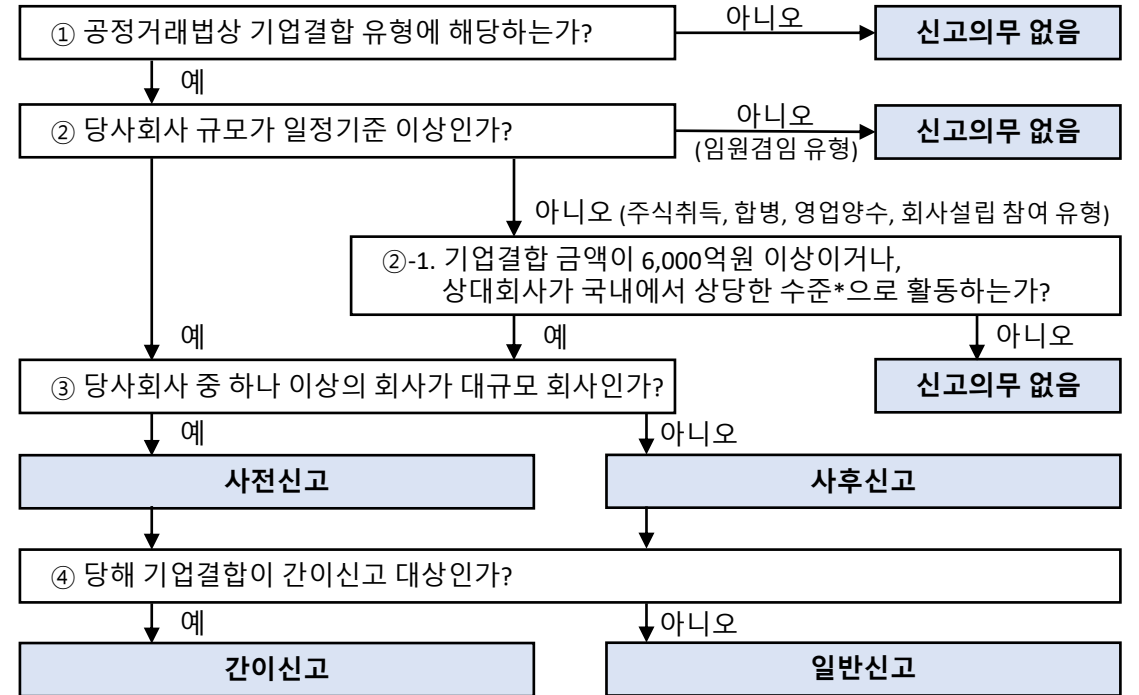 ① 공정거래법상 기업결합 유형에 해당하는가?
아니오
신고의무 없음
예
② 당사회사 규모가 일정기준 이상인가?
아니오
(임원겸임 유형)
신고의무 없음
아니오 (주식취득, 합병, 영업양수, 회사설립 참여 유형)
②-1. 기업결합 금액이 6,000억원 이상이거나,
상대회사가 국내에서 상당한 수준*으로 활동하는가?
예
예
아니오
③ 당사회사 중 하나 이상의 회사가 대규모 회사인가?
신고의무 없음
예
아니오
사전신고
사후신고
④ 당해 기업결합이 간이신고 대상인가?
예
아니오
간이신고
일반신고